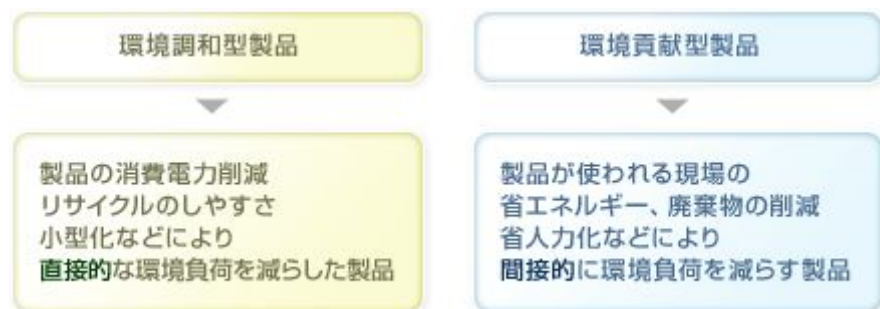 環境調和型製品
製品の消費電力削減
リサイクルのしやすさ
小型化などにより
直接的な環境負荷を減らした製品
環境貢献型製品
製品が使われる現場の
省エネルギー、廃棄物の削減
省人力化などにより
間接的に環境負荷を減らす製品